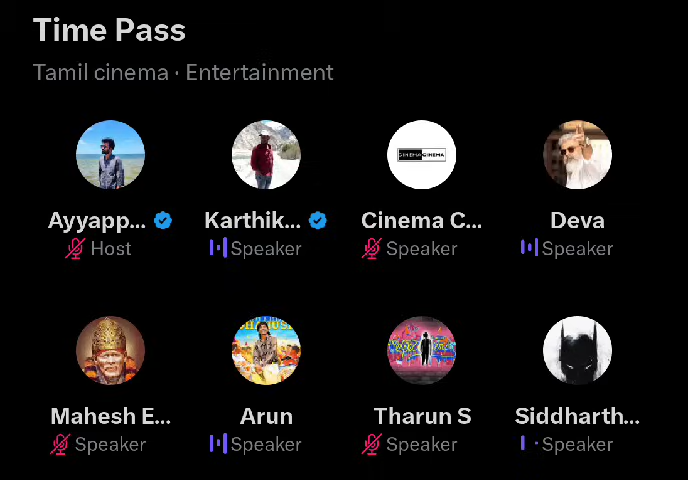 Time Pass
Tamil cinema · Entertainment
Ayyapp... Karthik... Cinema C... Deva
Host Speaker Speaker Speaker
Mahesh E... Arun Tharun S Siddharth...
Speaker Speaker Speaker Speaker